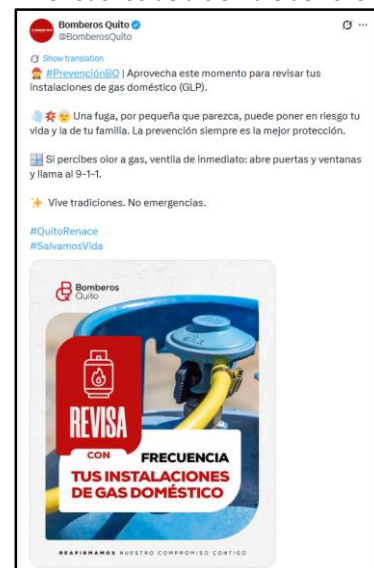 Bomberos Quito
@BomberosQuito
Show translation
#PrevenciónBQ | Aprovecha este momento para revisar tus
instalaciones de gas doméstico (GLP).
Una fuga, por pequeña que parezca, puede poner en riesgo tu
vida y la de tu familia. La prevención siempre es la mejor protección.
Si percibes olor a gas, ventila de inmediato: abre puertas y ventanas
y llama al 9-1-1.
Vive tradiciones. No emergencias.
#QuitoRenace
#SalvamosVida
Bomberos
Quito
REVISA
CON FRECUENCIA
TUS INSTALACIONES
DE GAS DOMÉSTICO
REAFIRMAMOS NUESTRO COMPROMISO CONTIGO